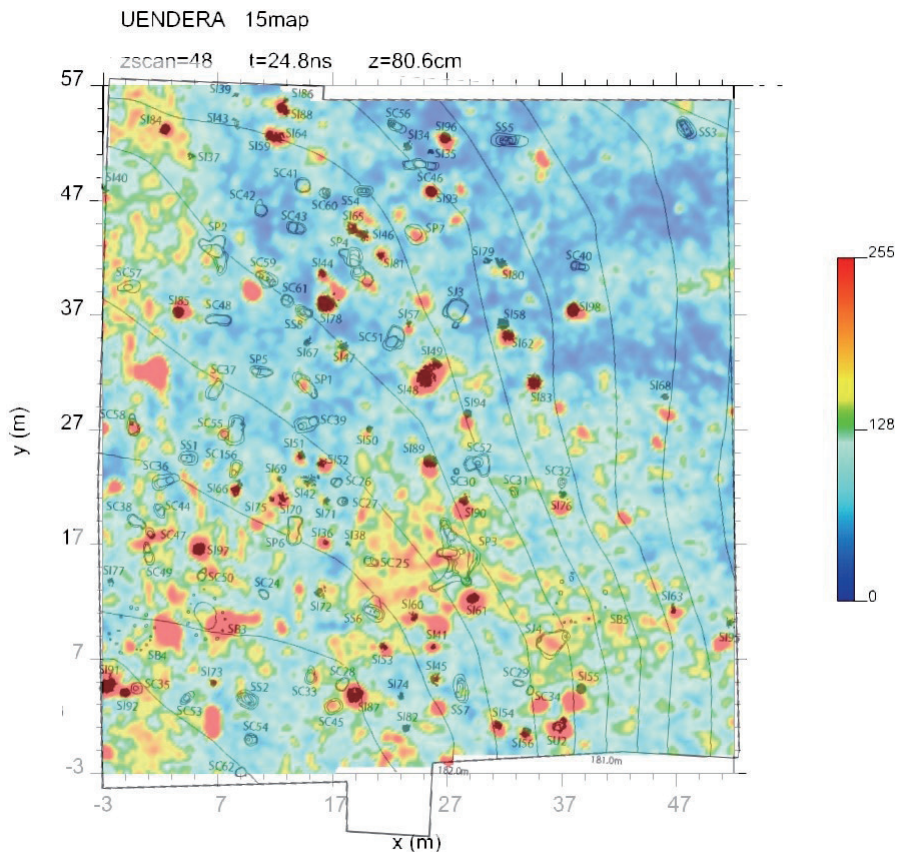 UENDERA 15map
zscan=48 t=24.8ns z=80.6cm
57
SI39 SI86
SI84 SI43 SI88 SC56 SI34 SI96 SS5 SS3
SI59 SI64
SI37 SI35
SI40 SC41 SC46
47
SC42 SC60 SS4 SI93
SP2 SC43 SI65 SI46 SP7
SP4 SI81 SI79 SC40
SC57 SC59 SI44 SI80
SI85 SC48 SC61 SI78 SJ3 SI98
37
SS8 SI57 SI58
SI67 SI47 SC51 SI62
SC37 SP5 SP1 SI49
SI48 SI83 SI68
SC58 SC55 SC39 SI94
27
SS1 SI51 SI50
SC36 SC156 SI52 SI89 SC52
SI69 SC26 SC30 SC31 SC32
SC38 SC44 SI66 SI42 SC27
SI75 SI70 SI71 SI90 SI76
17
SC47 SI97 SP6 SI36 SI38 SP3
SC49 SC50 SC25
SI77 SC24 SI72 SI61 SI63
SS6 SI60
SB3 SI41 SJ4 SB5 SI95
SB4 SI53
7
SI91 SI73 SC28 SI45 SC29
SC35 SS2 SC33 SI74 SI55
SI92 SC53 SC45 SI87 SS7 SC34
SC54 SI82 SI54 SU2
SI56
SC62 182.0m 181.0m
-3
-3 7 17 27 37 47
x (m)
y (m)
255
128
0